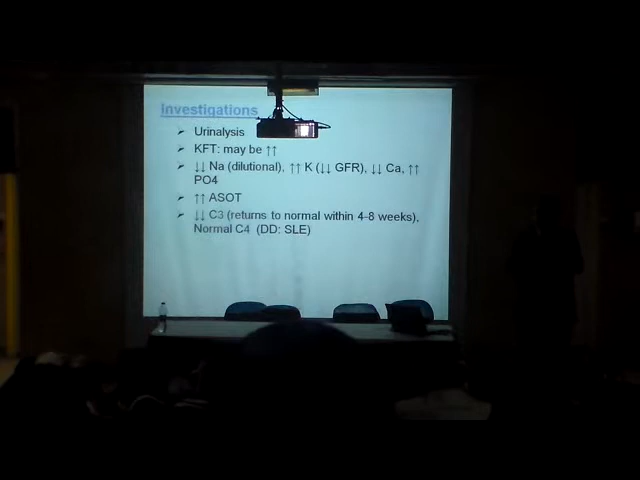 Investigations
➢ Urinalysis
➢ KFT: may be ↑↑
➢ ↓↓ Na (dilutional), ↑↑ K (↓↓ GFR), ↓↓ Ca, ↑↑
PO4
➢ ↑↑ ASOT
➢ ↓↓ C3 (returns to normal within 4-8 weeks),
Normal C4 (DD: SLE)